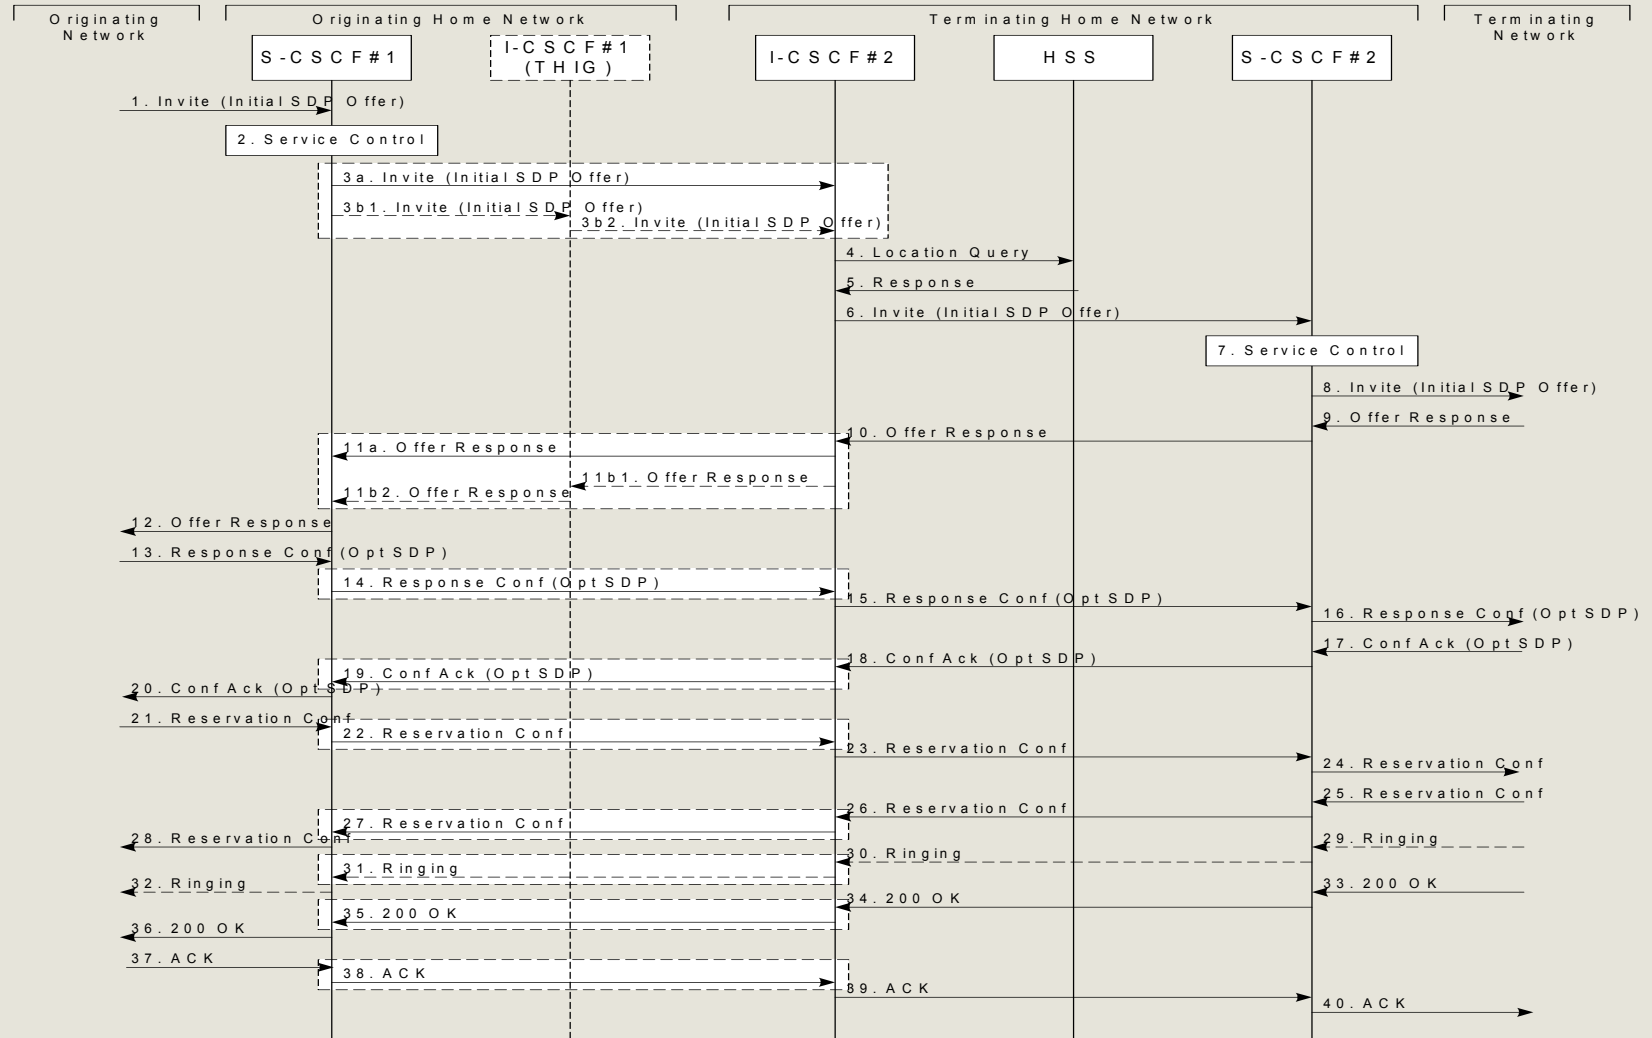 Originating
Network
Originating Home Network
Terminating Home Network
Terminating
Network
S-CSCF#1
I-CSCF#1
(THIG)
I-CSCF#2
HSS
S-CSCF#2
1. Invite (Initial SDP Offer)
2. Service Control
3a. Invite (Initial SDP Offer)
3b1. Invite (Initial SDP Offer)
3b2. Invite (Initial SDP Offer)
4. Location Query
5. Response
6. Invite (Initial SDP Offer)
7. Service Control
8. Invite (Initial SDP Offer)
9. Offer Response
10. Offer Response
11a. Offer Response
11b1. Offer Response
11b2. Offer Response
12. Offer Response
13. Response Conf (Opt SDP)
14. Response Conf (Opt SDP)
15. Response Conf (Opt SDP)
16. Response Conf (Opt SDP)
17. Conf Ack (Opt SDP)
18. Conf Ack (Opt SDP)
19. Conf Ack (Opt SDP)
20. Conf Ack (Opt SDP)
21. Reservation Conf
22. Reservation Conf
23. Reservation Conf
24. Reservation Conf
25. Reservation Conf
26. Reservation Conf
27. Reservation Conf
28. Reservation Conf
29. Ringing
30. Ringing
31. Ringing
32. Ringing
33. 200 OK
34. 200 OK
35. 200 OK
36. 200 OK
37. ACK
38. ACK
39. ACK
40. ACK